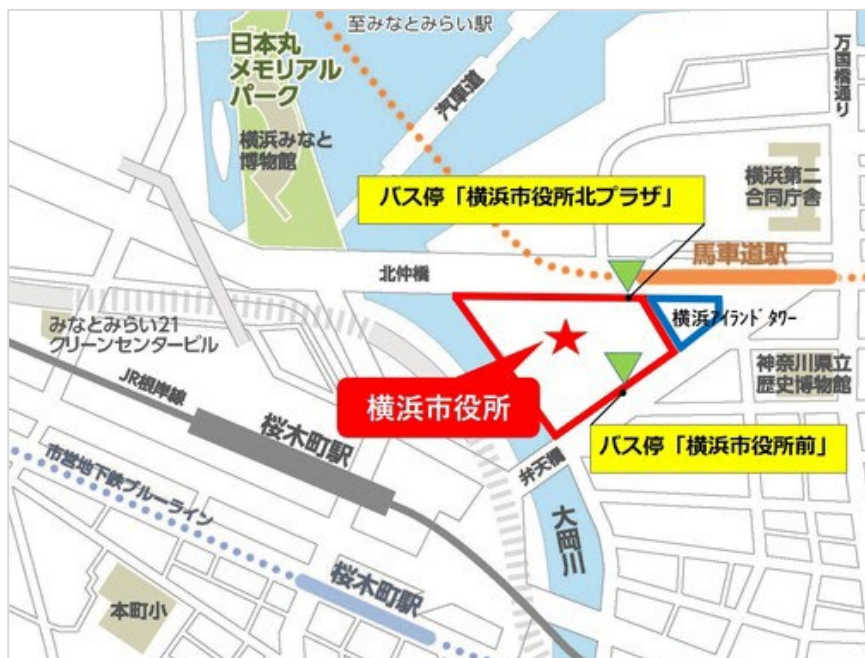 至みなとみらい駅
日本丸
メモリアル
パーク
汽車道
万国橋通り
横浜みなと
博物館
横浜第二
合同庁舎
バス停「横浜市役所北プラザ」
馬車道駅
北仲橋
横浜アイランドタワー
みなとみらい21
クリーンセンタービル
神奈川県立
歴史博物館
JR根岸線
横浜市役所
桜木町駅
バス停「横浜市役所前」
弁天橋
市営地下鉄ブルーライン
大岡川
桜木町駅
本町小